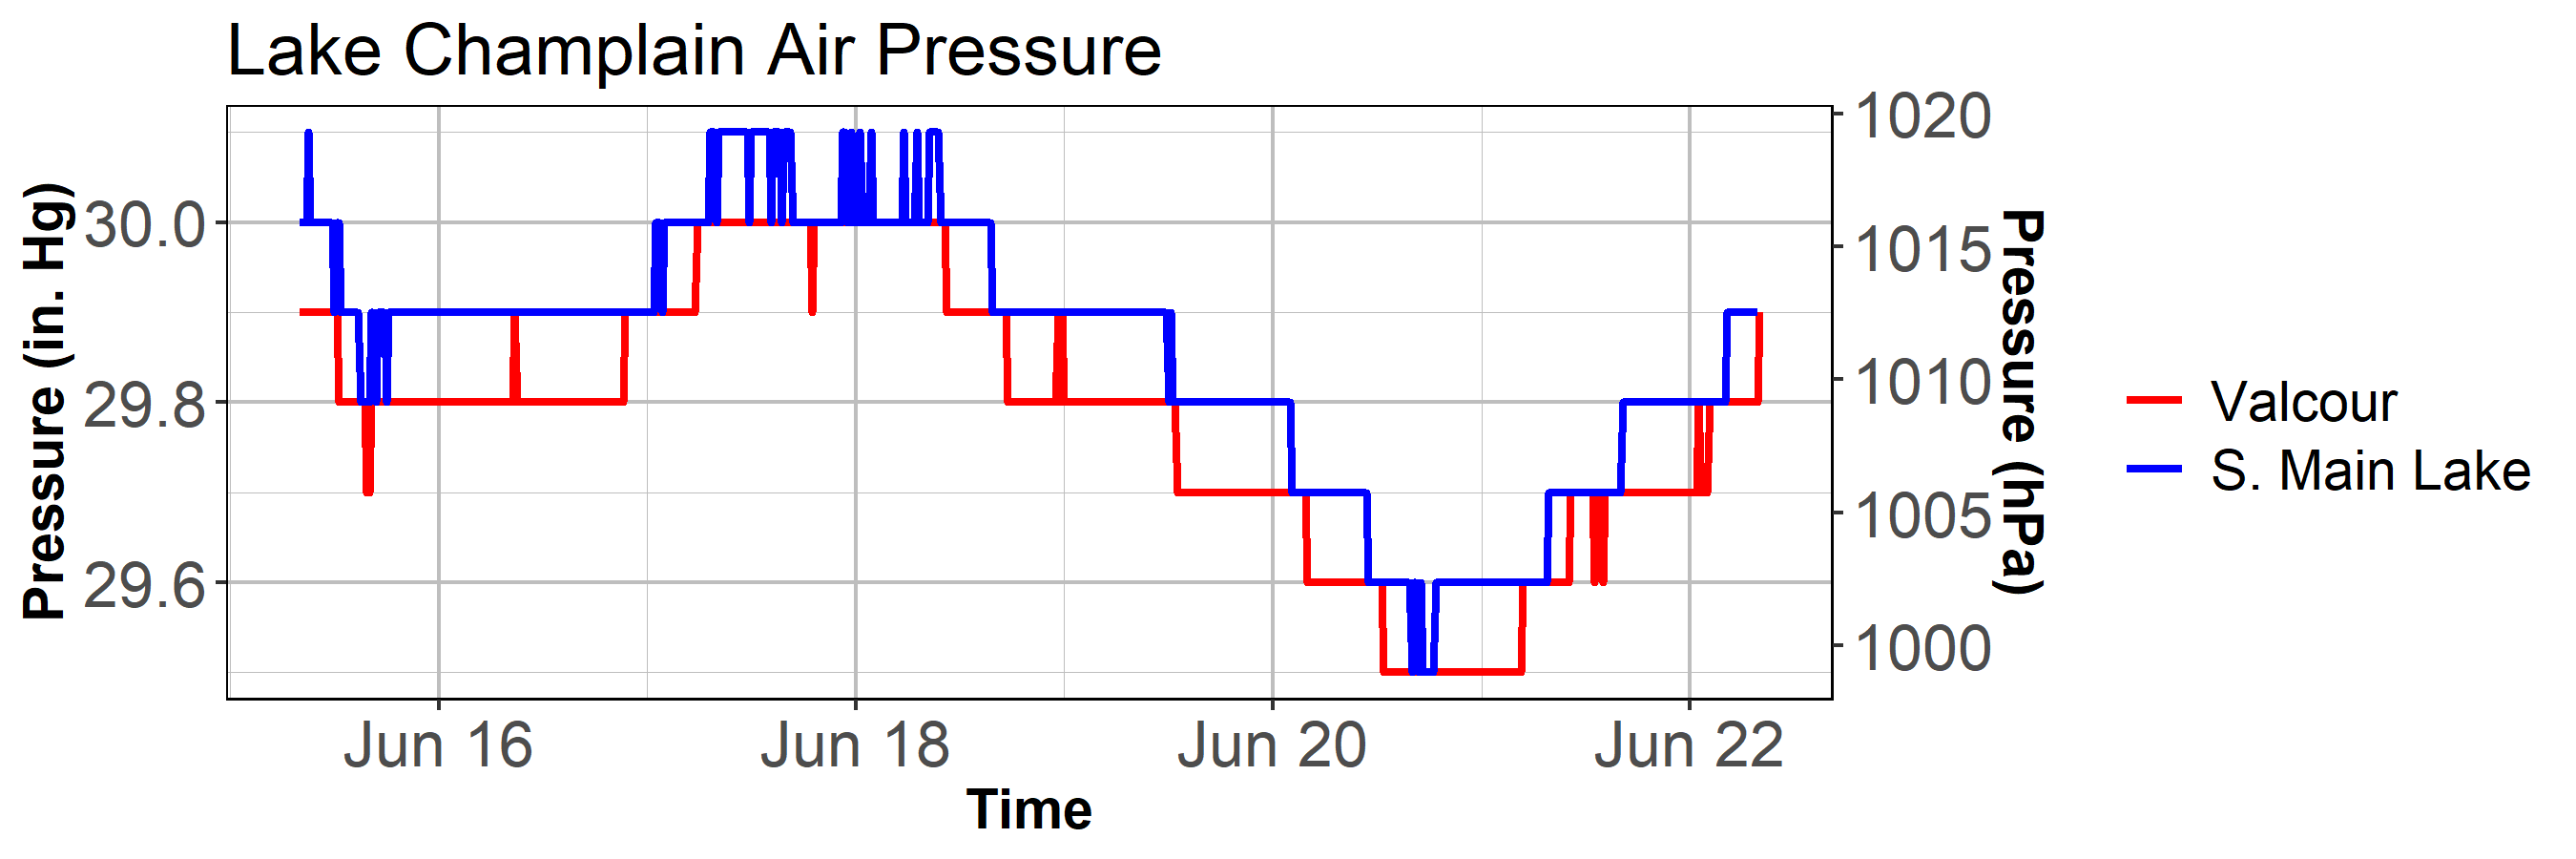 Lake Champlain Air Pressure
Pressure (in. Hg)
30.0
29.8
29.6
1020
1015
1010
1005
1000
Pressure (hPa)
Jun 16
Jun 18
Jun 20
Jun 22
Time
Valcour
S. Main Lake